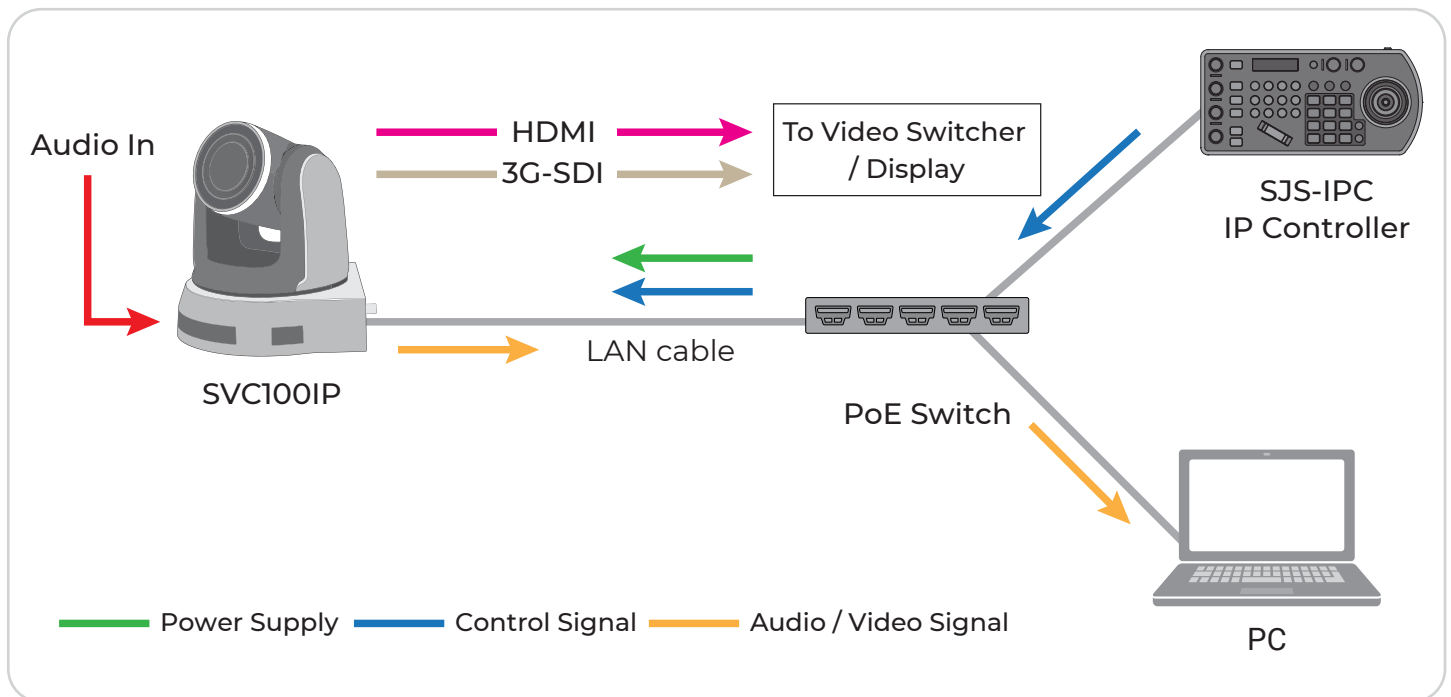 Audio In
HDMI
3G-SDI
To Video Switcher
/ Display
SJS-IPC
IP Controller
LAN cable
SVC100IP
PoE Switch
Power Supply
Control Signal
Audio / Video Signal
PC